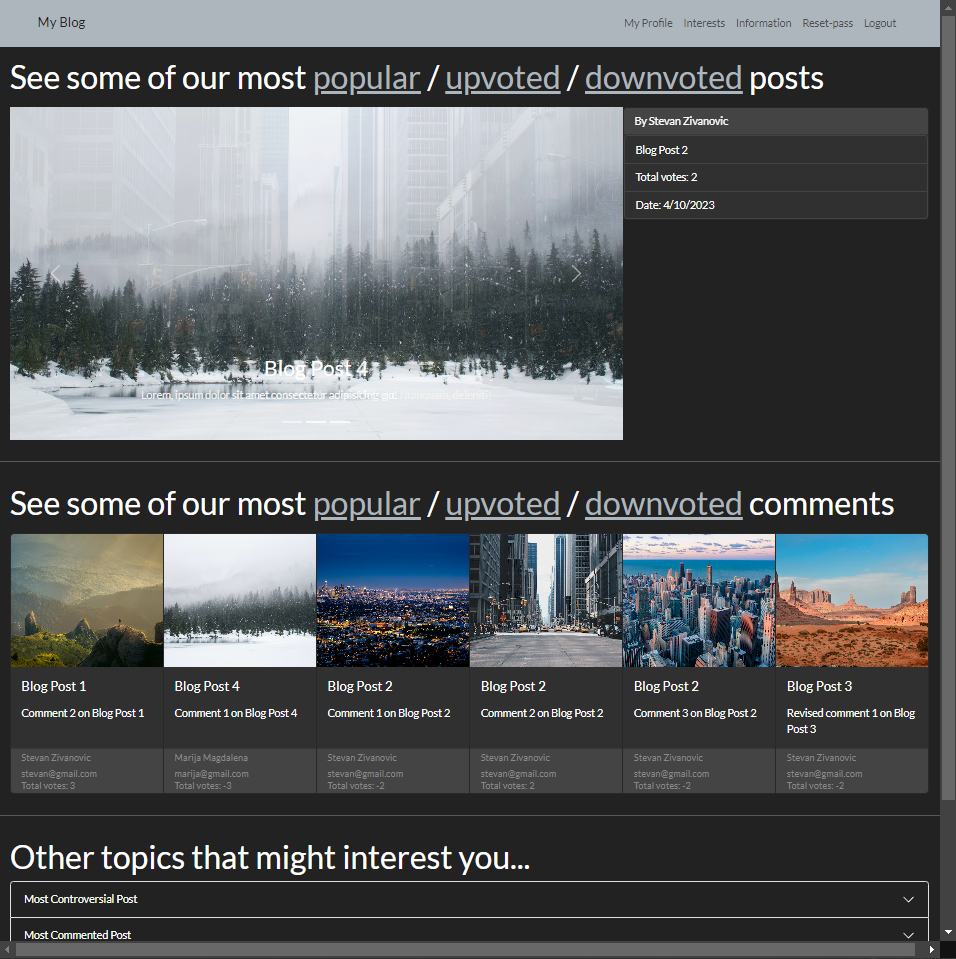 My Blog
My Profile Interests Information Reset-pass Logout
See some of our most popular / upvoted / downvoted posts
By Stevan Zivanovic
Blog Post 2
Total votes: 2
Date: 4/10/2023
Blog Post 4
Lorem, ipsum dolor sit amet consectetur adipisicing
See some of our most popular / upvoted / downvoted comments
Blog Post 1
Comment 2 on Blog Post 1
Stevan Zivanovic
stevan@gmail.com
Total votes: 3
Blog Post 4
Comment 1 on Blog Post 4
Marija Magdalena
marija@gmail.com
Total votes: -3
Blog Post 2
Comment 1 on Blog Post 2
Stevan Zivanovic
stevan@gmail.com
Total votes: -2
Blog Post 2
Comment 2 on Blog Post 2
Stevan Zivanovic
stevan@gmail.com
Total votes: 2
Blog Post 2
Comment 3 on Blog Post 2
Stevan Zivanovic
stevan@gmail.com
Total votes: -2
Blog Post 3
Revised comment 1 on Blog
Post 3
Stevan Zivanovic
stevan@gmail.com
Total votes: -2
Other topics that might interest you...
Most Controversial Post
Most Commented Post